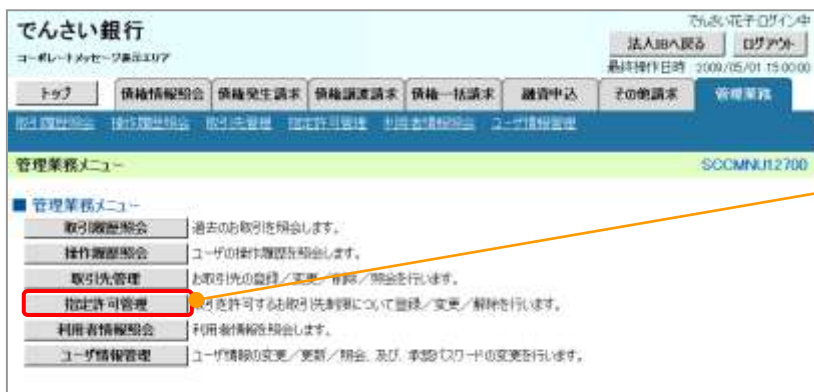 でんさい銀行
コーポレートメッセージ表示エリア
でんさい花子ログイン中
法人IBへ戻る
ログアウト
最終操作日時 2009/05/01 15:00:00
トップ
債権情報照会
債権発生請求
債権譲渡請求
債権一括請求
融資申込
その他請求
管理業務
取引履歴照会 操作履歴照会 取引先管理 指定許可管理 利用者情報照会 ユーザ情報管理
管理業務メニュー
SCCMNU12700
■ 管理業務メニュー
取引履歴照会 過去のお取引を照会します。
操作履歴照会 ユーザの操作履歴を照会します。
取引先管理 お取引先の登録／変更／削除／照会を行います。
指定許可管理 取引を許可するお取引先制限について登録／変更／解除を行います。
利用者情報照会 利用者情報を照会します。
ユーザ情報管理 ユーザ情報の変更／更新／照会、及び、承認パスワードの変更を行います。